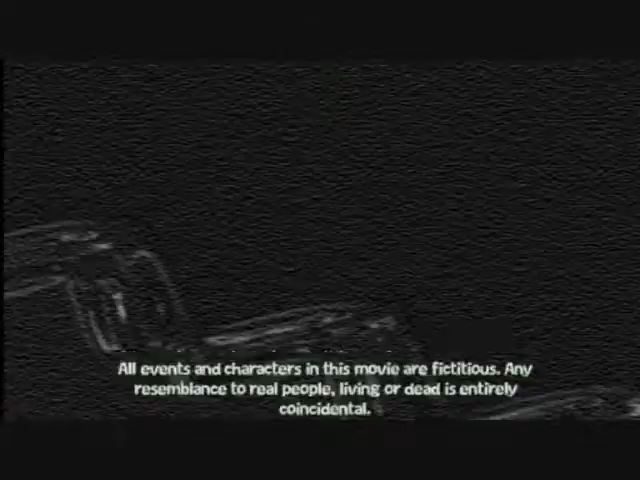 All events and characters in this movie are fictitious. Any
resemblance to real people, living or dead is entirely
coincidental.